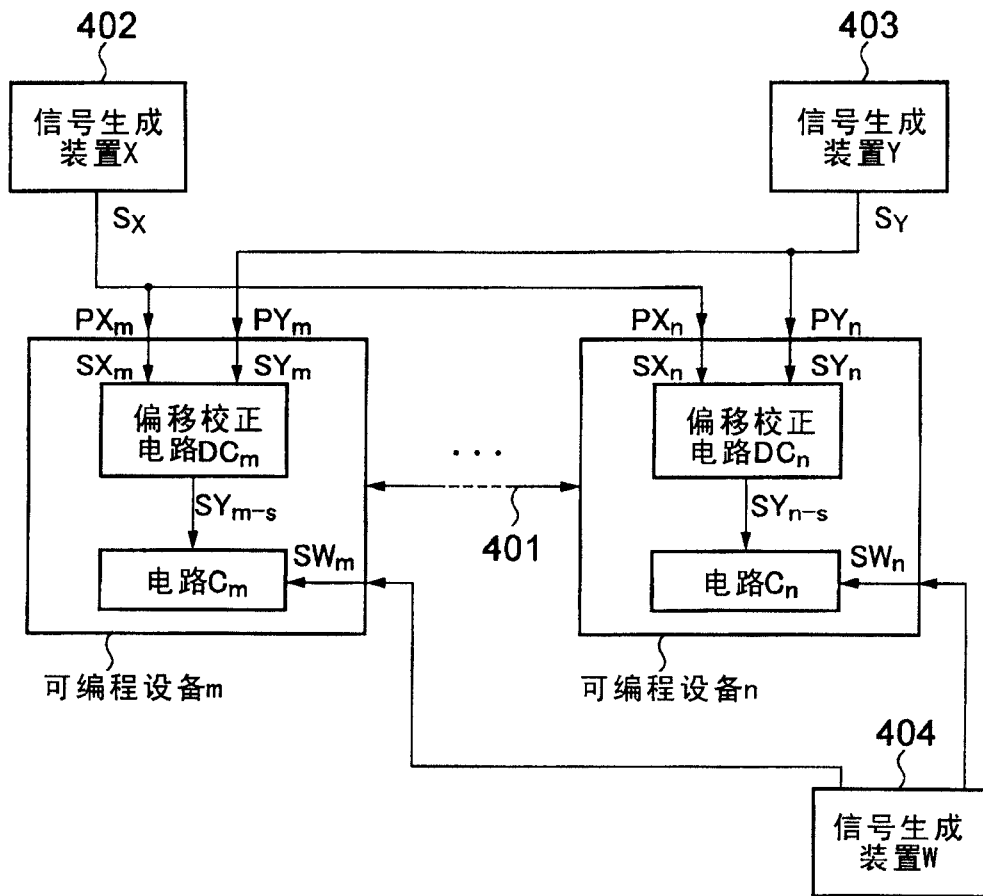 402
403
信号生成
装置X
信号生成
装置Y
SX
SY
PXm
PYm
PXn
PYn
SXm
SYm
SXn
SYn
偏移校正
电路DCm
偏移校正
电路DCn
...
SYm-s
SYn-s
401
SWm
SWn
电路Cm
电路Cn
可编程设备m
可编程设备n
404
信号生成
装置W